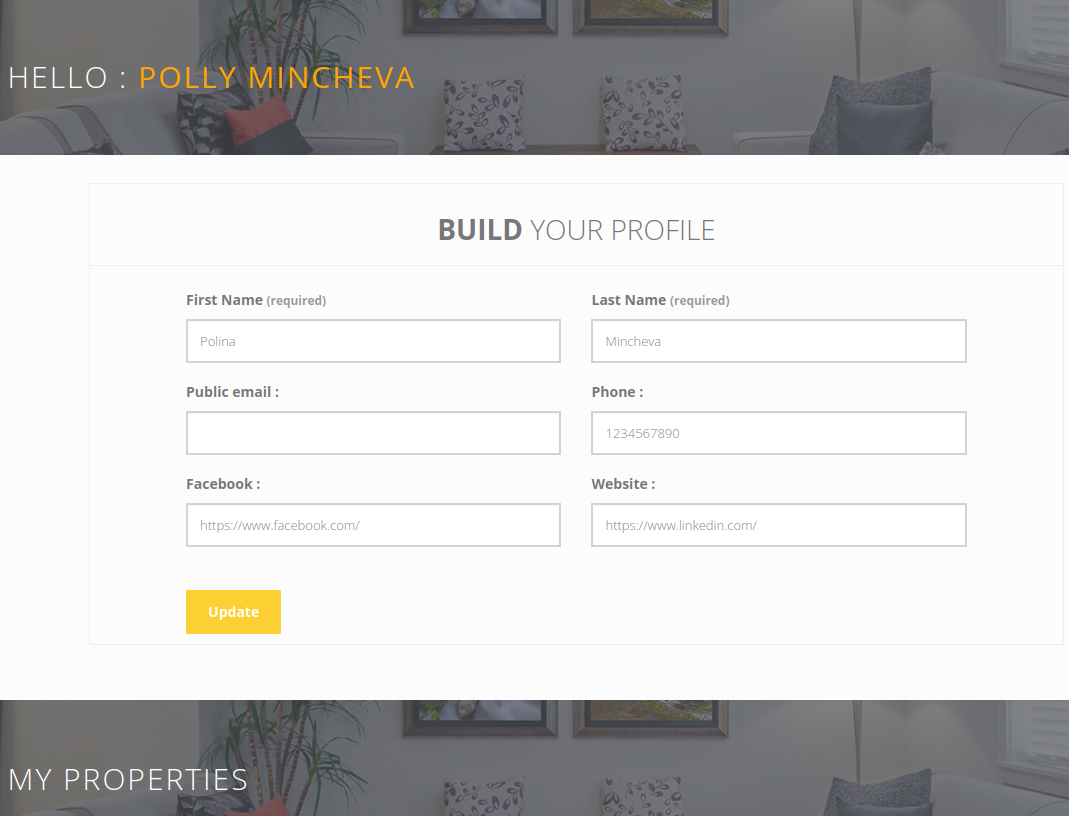 HELLO : POLLY MINCHEVA
BUILD YOUR PROFILE
First Name (required)
Last Name (required)
Polina
Mincheva
Public email :
Phone :
1234567890
Facebook :
Website :
https://www.facebook.com/
https://www.linkedin.com/
Update
MY PROPERTIES